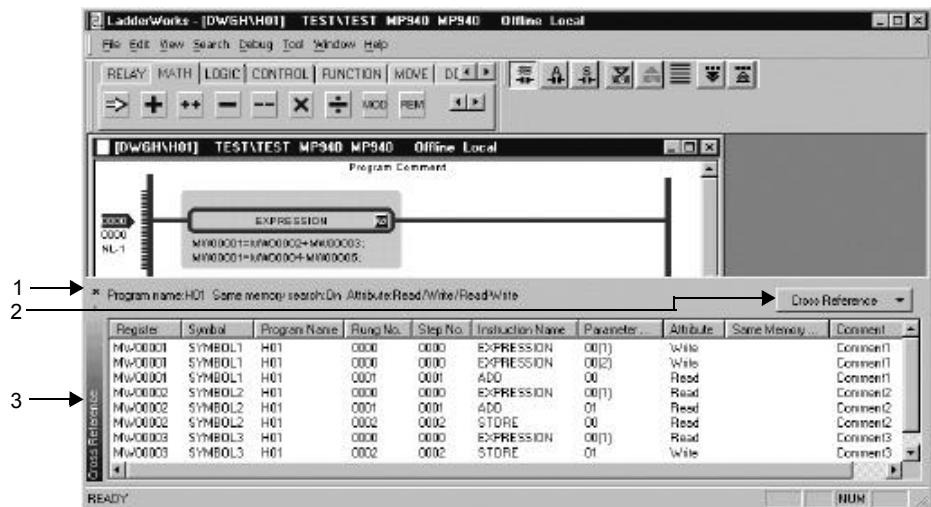 LadderWorks - [DWGH\H01] TEST\TEST MP940 MP940 Offline Local
File Edit View Search Debug Tool Window Help
RELAY MATH LOGIC CONTROL FUNCTION MOVE
MOD REM
[DWGH\H01] TEST\TEST MP940 MP940 Offline Local
Program Comment
0000
0000
NL-1
EXPRESSION
MW00001=MW00002+MW00003;
MW00001=MW00004-MW00005;
1
Program name:H01 Same memory search:On Attribute:Read/Write/ReadWrite
Cross Reference
2
Register Symbol Program Name Rung No. Step No. Instruction Name Parameter ... Attribute Same Memory ... Comment
MW00001 SYMBOL1 H01 0000 0000 EXPRESSION 00(1) Write Comment1
MW00001 SYMBOL1 H01 0000 0000 EXPRESSION 00(2) Write Comment1
MW00001 SYMBOL1 H01 0001 0001 ADD 00 Read Comment1
MW00002 SYMBOL2 H01 0000 0000 EXPRESSION 00(1) Read Comment2
MW00002 SYMBOL2 H01 0001 0001 ADD 01 Read Comment2
MW00002 SYMBOL2 H01 0002 0002 STORE 00 Read Comment2
MW00003 SYMBOL3 H01 0000 0000 EXPRESSION 00(1) Read Comment3
MW00003 SYMBOL3 H01 0002 0002 STORE 01 Write Comment3
3
Cross Reference
READY NUM